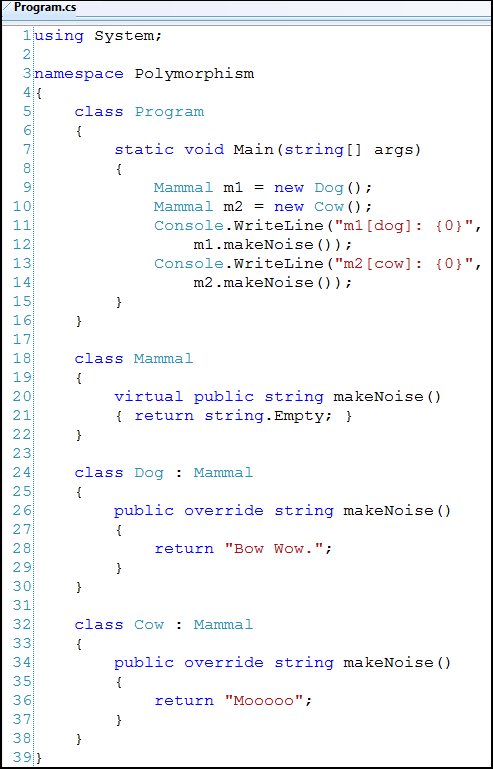 Program.cs
1using System;
2
3namespace Polymorphism
4{
5    class Program
6    {
7        static void Main(string[] args)
8        {
9            Mammal m1 = new Dog();
10            Mammal m2 = new Cow();
11            Console.WriteLine("m1[dog]: {0}",
12                m1.makeNoise());
13            Console.WriteLine("m2[cow]: {0}",
14                m2.makeNoise());
15        }
16    }
17
18    class Mammal
19    {
20        virtual public string makeNoise()
21        { return string.Empty; }
22    }
23
24    class Dog : Mammal
25    {
26        public override string makeNoise()
27        {
28            return "Bow Wow.";
29        }
30    }
31
32    class Cow : Mammal
33    {
34        public override string makeNoise()
35        {
36            return "Mooooo";
37        }
38    }
39}